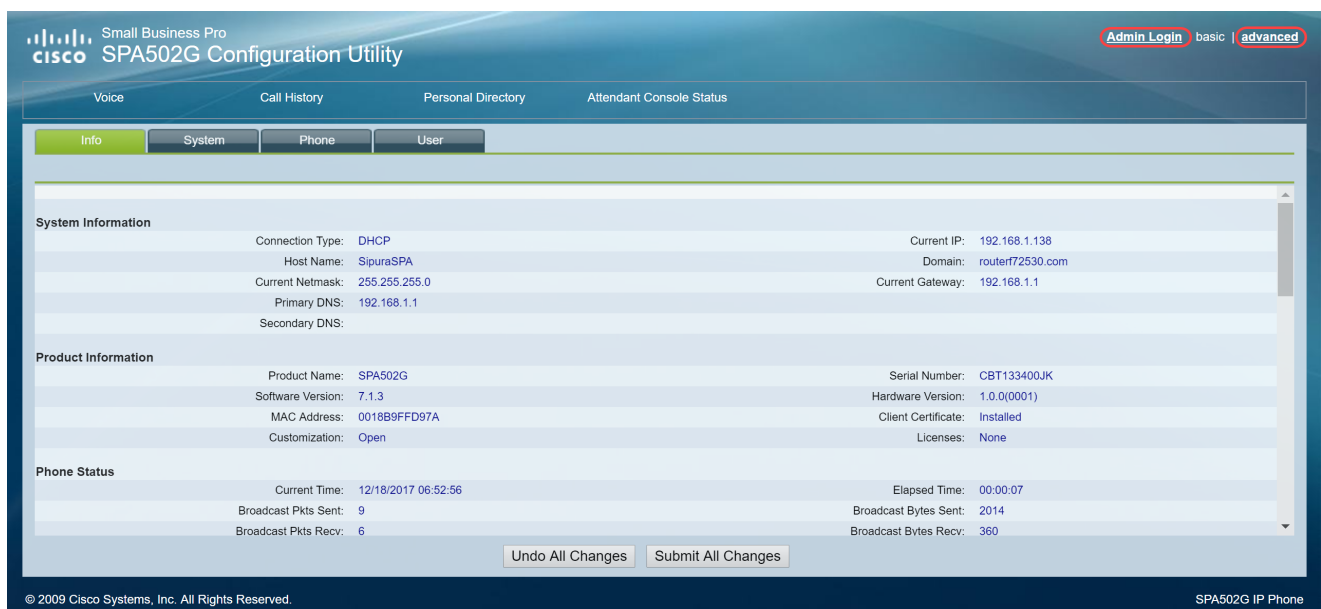 Small Business Pro
CISCO SPA502G Configuration Utility
Admin Login basic | advanced
Voice Call History Personal Directory Attendant Console Status
Info System Phone User
System Information
Connection Type: DHCP Current IP: 192.168.1.138
Host Name: SipuraSPA Domain: routerf72530.com
Current Netmask: 255.255.255.0 Current Gateway: 192.168.1.1
Primary DNS: 192.168.1.1
Secondary DNS:
Product Information
Product Name: SPA502G Serial Number: CBT133400JK
Software Version: 7.1.3 Hardware Version: 1.0.0(0001)
MAC Address: 0018B9FFD97A Client Certificate: Installed
Customization: Open Licenses: None
Phone Status
Current Time: 12/18/2017 06:52:56 Elapsed Time: 00:00:07
Broadcast Pkts Sent: 9 Broadcast Bytes Sent: 2014
Broadcast Pkts Recv: 6 Broadcast Bytes Recv: 360
Undo All Changes Submit All Changes
© 2009 Cisco Systems, Inc. All Rights Reserved. SPA502G IP Phone